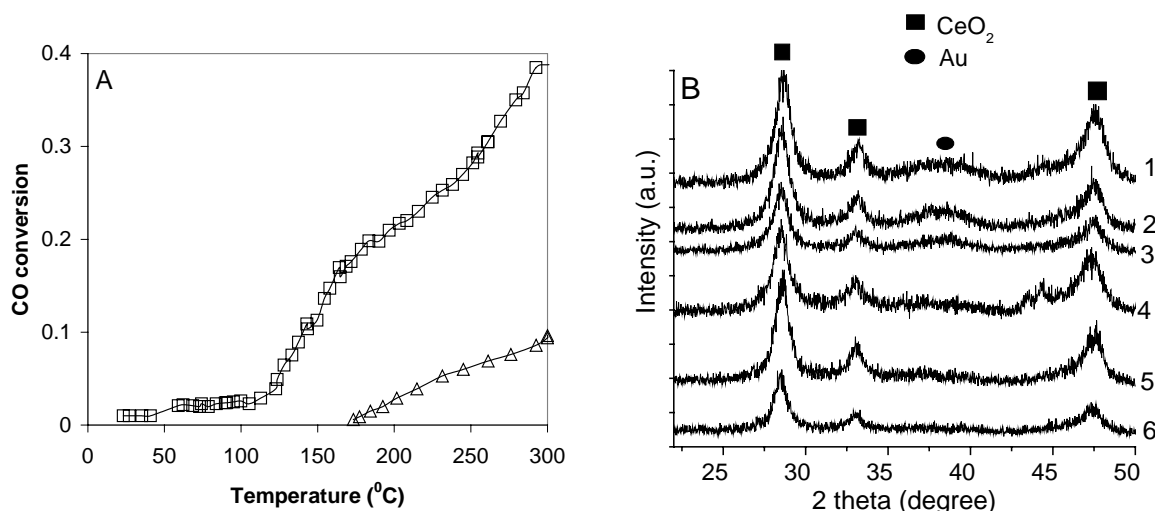 A
CO conversion
0.4
0.3
0.2
0.1
0
0 50 100 150 200 250 300
Temperature (⁰C)
CeO₂
Au
B
Intensity (a.u.)
1
2
3
4
5
6
25 30 35 40 45 50
2 theta (degree)